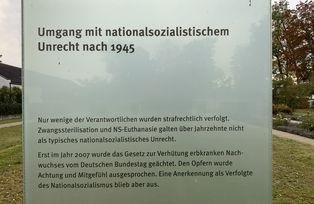 Umgang mit nationalsozialistischem
Unrecht nach 1945
Nur wenige der Verantwortlichen wurden strafrechtlich verfolgt.
Zwangssterilisation und NS-Euthanasie galten über Jahrzehnte nicht
als typisches nationalsozialistisches Unrecht.
Erst im Jahr 2007 wurde das Gesetz zur Verhütung erbkranken Nach-
wuchses vom Deutschen Bundestag geächtet. Den Opfern wurde
Achtung und Mitgefühl ausgesprochen. Eine Anerkennung als Verfolgte
des Nationalsozialismus blieb aber aus.